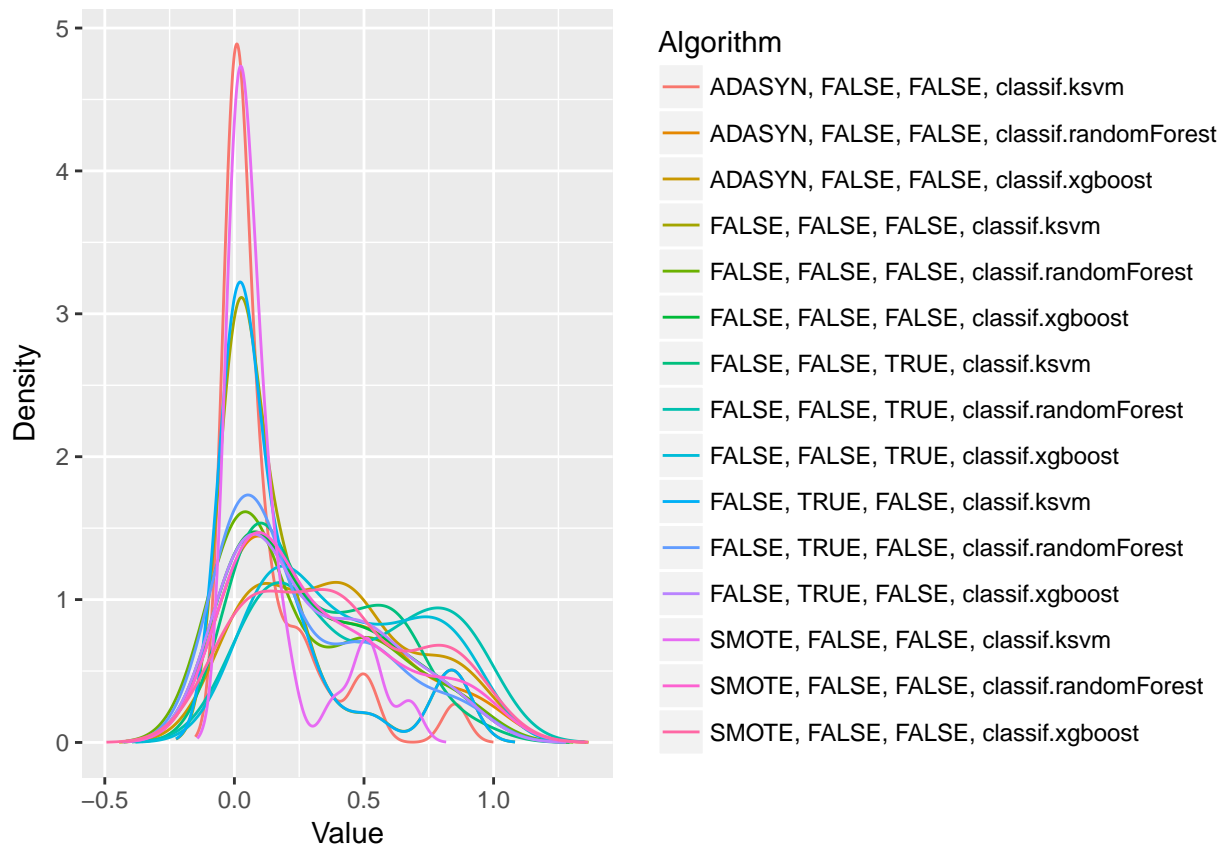 5
4
3
2
1
0
Density
−0.5
0.0
0.5
1.0
Value
Algorithm
ADASYN, FALSE, FALSE, classif.ksvm
ADASYN, FALSE, FALSE, classif.randomForest
ADASYN, FALSE, FALSE, classif.xgboost
FALSE, FALSE, FALSE, classif.ksvm
FALSE, FALSE, FALSE, classif.randomForest
FALSE, FALSE, FALSE, classif.xgboost
FALSE, FALSE, TRUE, classif.ksvm
FALSE, FALSE, TRUE, classif.randomForest
FALSE, FALSE, TRUE, classif.xgboost
FALSE, TRUE, FALSE, classif.ksvm
FALSE, TRUE, FALSE, classif.randomForest
FALSE, TRUE, FALSE, classif.xgboost
SMOTE, FALSE, FALSE, classif.ksvm
SMOTE, FALSE, FALSE, classif.randomForest
SMOTE, FALSE, FALSE, classif.xgboost